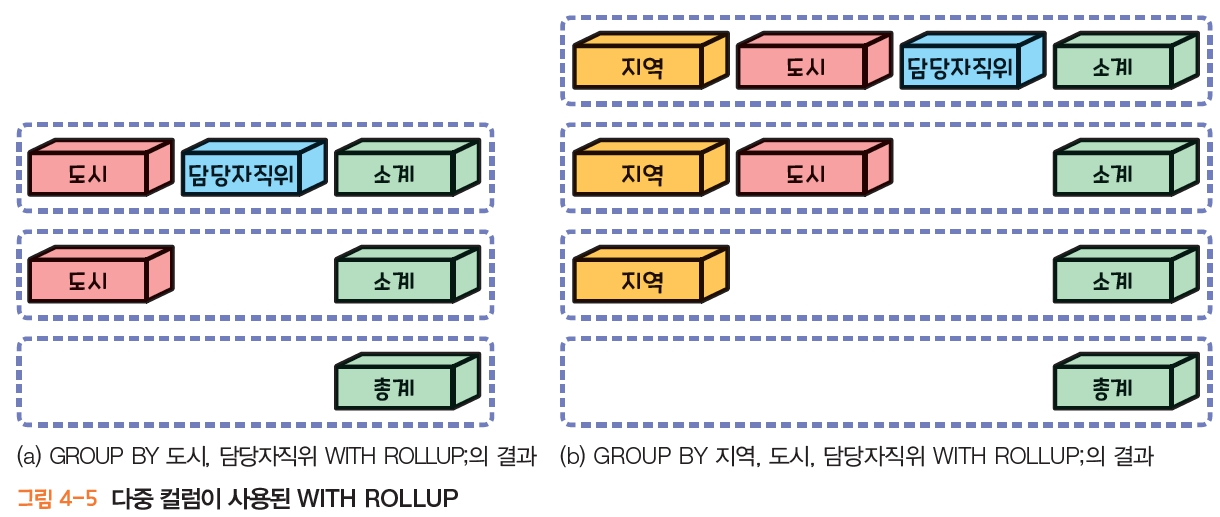 지역 도시 담당자직위 소계
도시 담당자직위 소계
지역 도시 소계
도시 소계
지역 소계
총계
총계
(a) GROUP BY 도시, 담당자직위 WITH ROLLUP;의 결과
(b) GROUP BY 지역, 도시, 담당자직위 WITH ROLLUP;의 결과
그림 4-5 다중 컬럼이 사용된 WITH ROLLUP